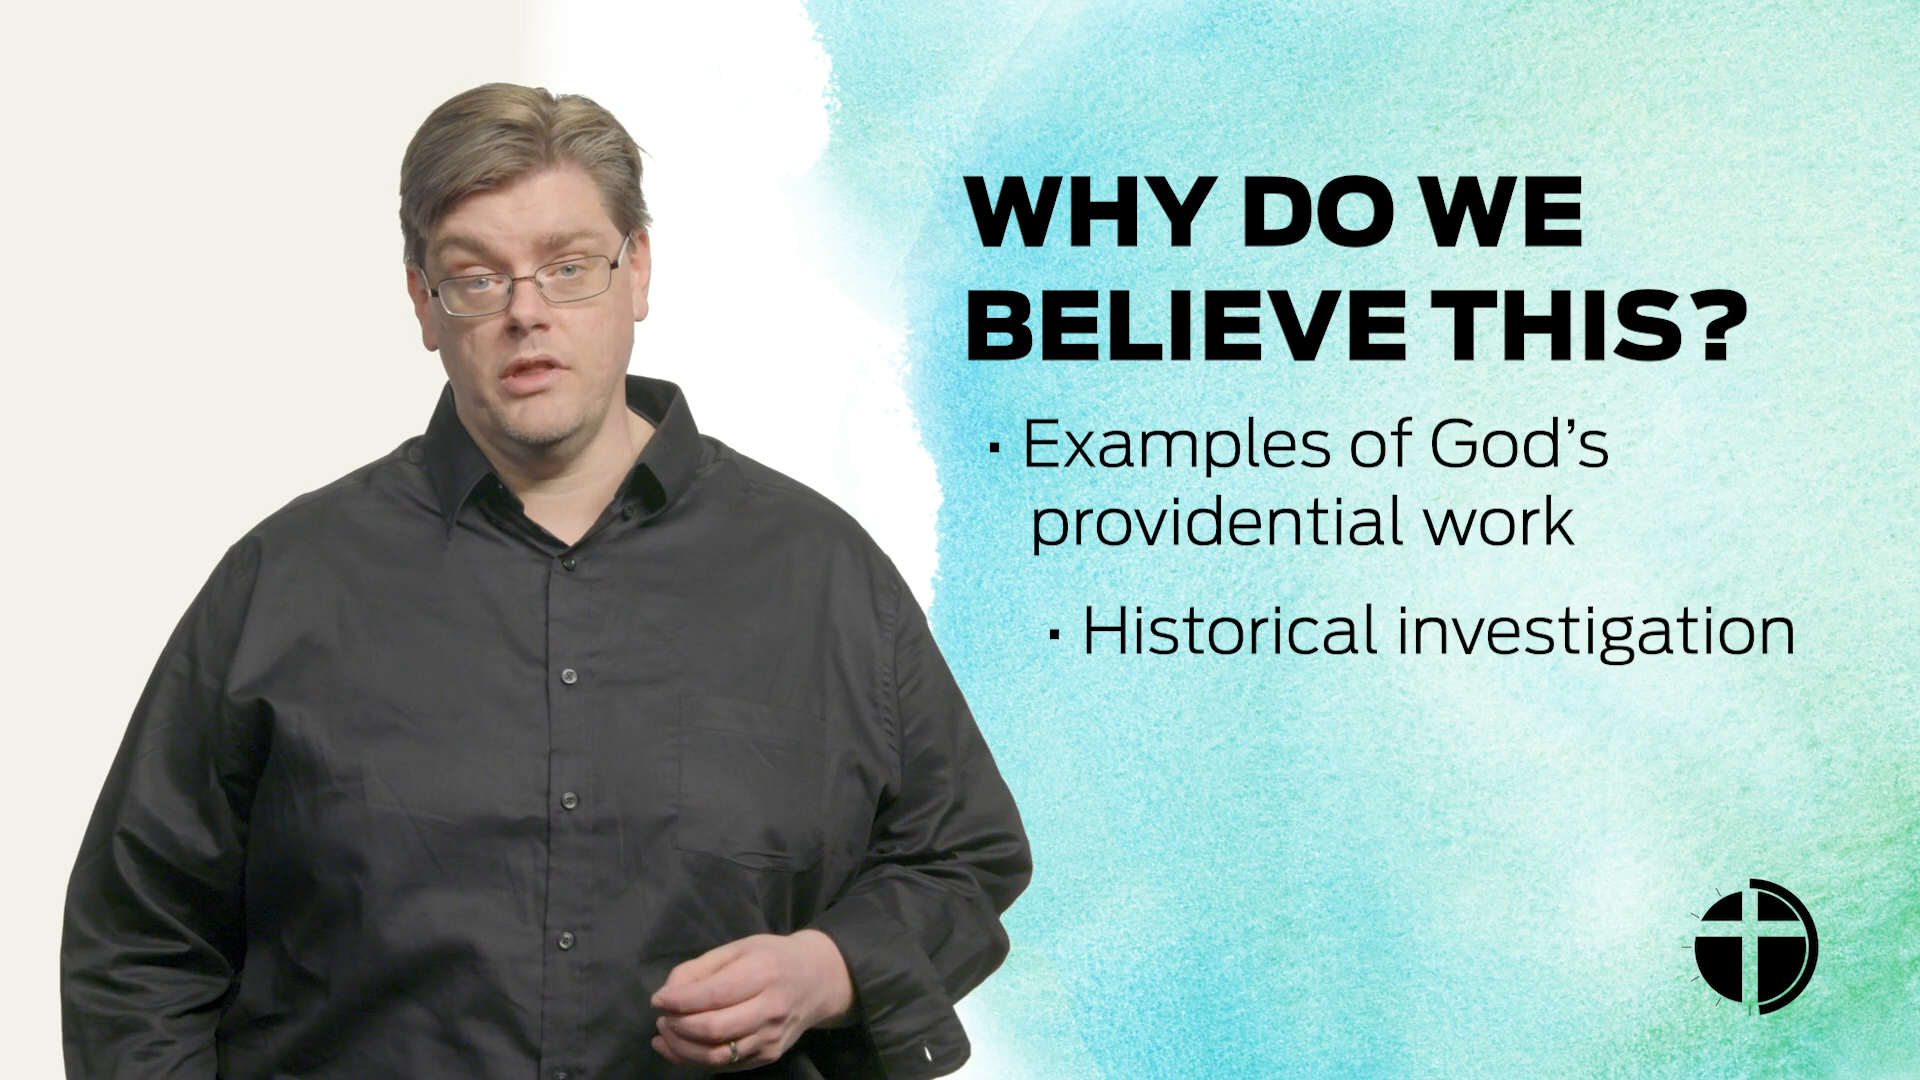 WHY DO WE
BELIEVE THIS?
· Examples of God’s
providential work
· Historical investigation